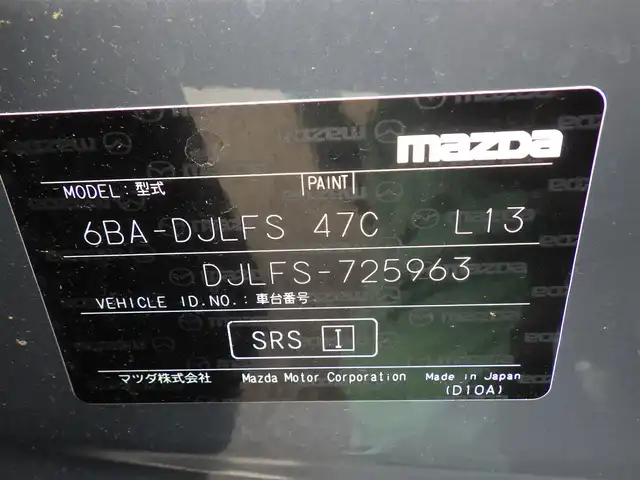 mazda
MODEL: 型式 PAINT
6BA-DJLFS 47C L13
DJLFS-725963
VEHICLE ID.NO.: 車台番号
SRS I
マツダ株式会社 Mazda Motor Corporation Made in Japan
(D10A)